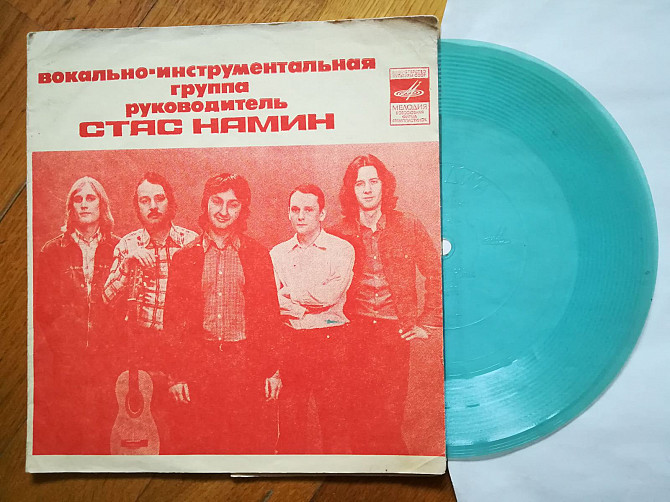 вокально-инструментальная
группа
руководитель
СТАС НАМИН
МЕЛОДИЯ